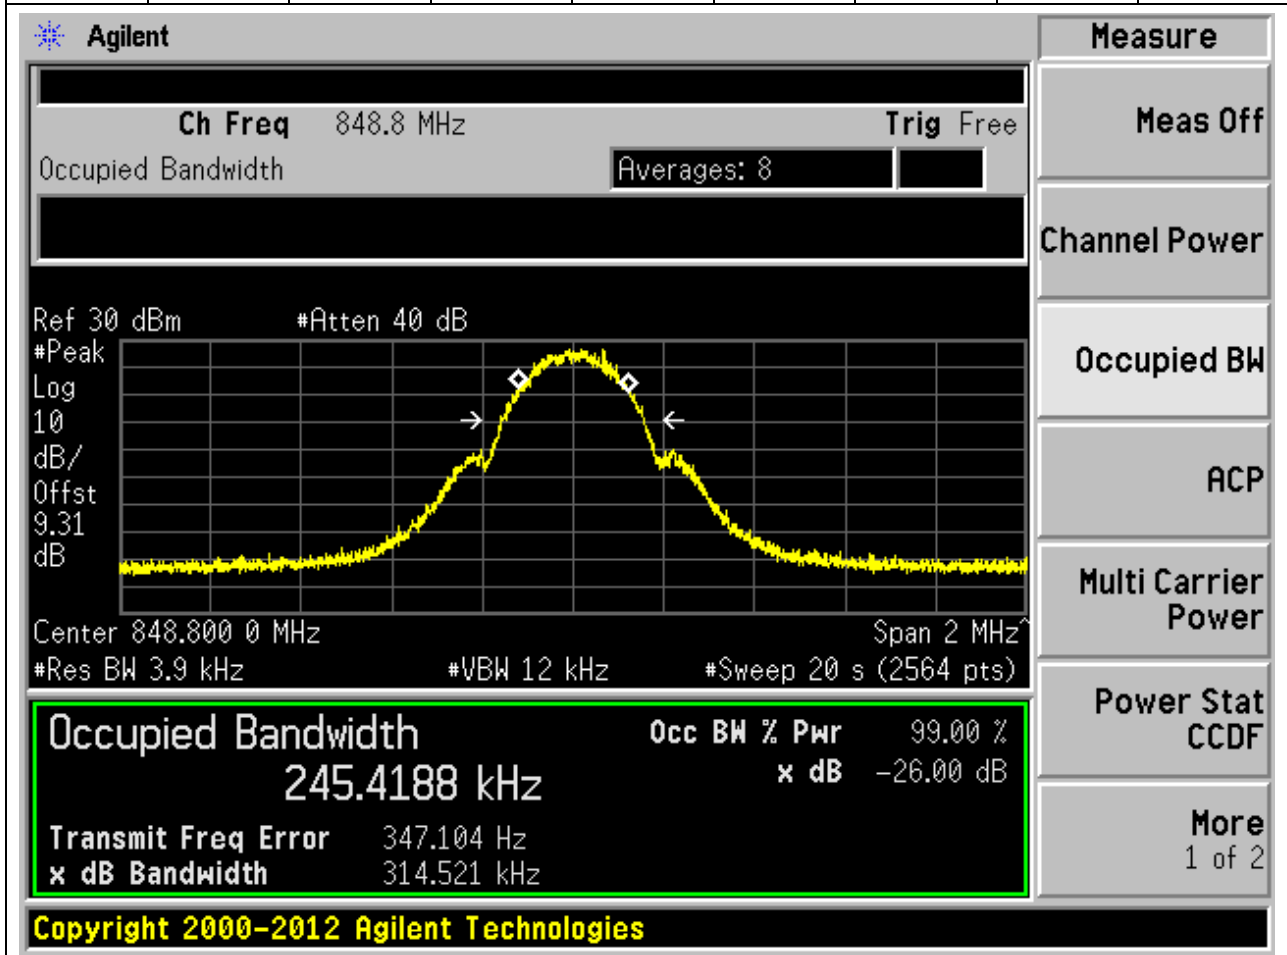 Agilent
Measure
Ch Freq 848.8 MHz Trig Free
Meas Off
Occupied Bandwidth Averages: 8
Channel Power
Ref 30 dBm #Atten 40 dB
#Peak
Log
10
dB/
Offst
9.31
dB
Occupied BW
ACP
Multi Carrier
Power
Center 848.800 0 MHz Span 2 MHz^
#Res BW 3.9 kHz #VBW 12 kHz #Sweep 20 s (2564 pts)
Power Stat
CCDF
Occupied Bandwidth Occ BW % Pwr 99.00 %
245.4188 kHz x dB -26.00 dB
Transmit Freq Error 347.104 Hz
x dB Bandwidth 314.521 kHz
More
1 of 2
Copyright 2000-2012 Agilent Technologies